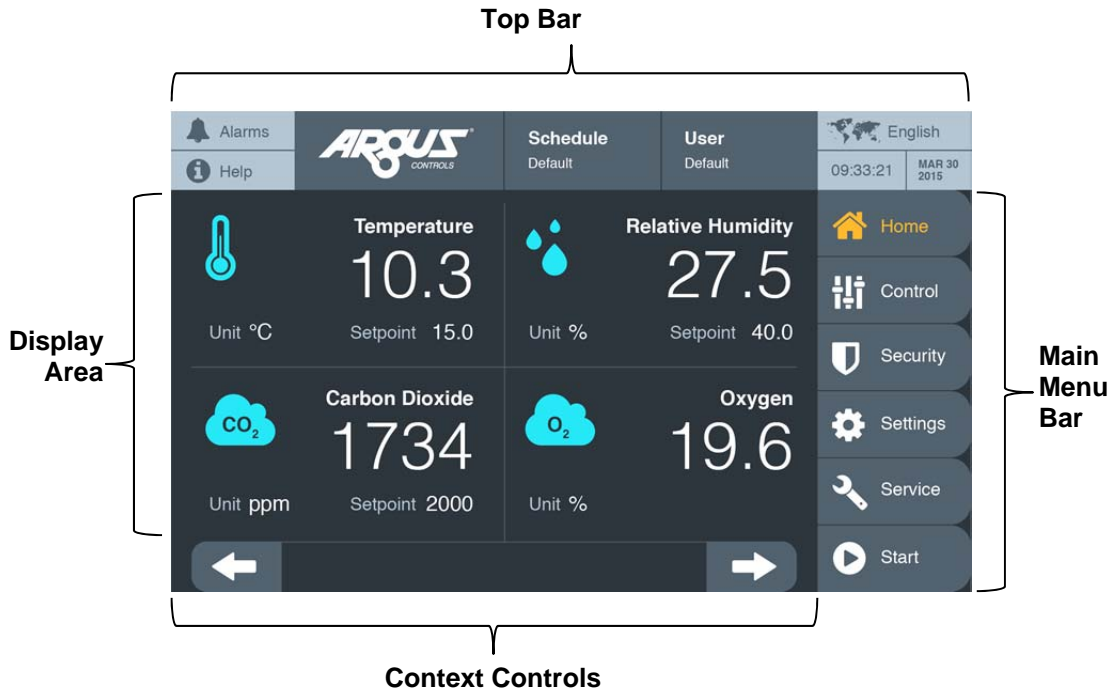 Top Bar
Alarms
Help
ARGUS
CONTROLS
Schedule
Default
User
Default
English
09:33:21
MAR 30
2015
Display
Area
Temperature
10.3
Unit °C Setpoint 15.0
Relative Humidity
27.5
Unit % Setpoint 40.0
Carbon Dioxide
CO2
1734
Unit ppm Setpoint 2000
Oxygen
O2
19.6
Unit %
Home
Control
Security
Settings
Service
Start
Main
Menu
Bar
Context Controls